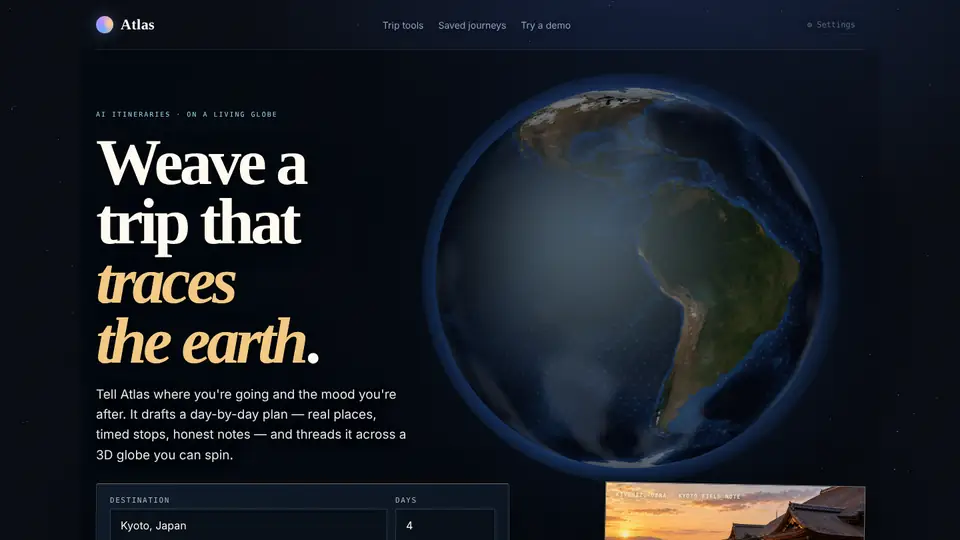 Atlas
Trip tools
Saved journeys
Try a demo
Settings
AI ITINERARIES · ON A LIVING GLOBE
Weave a
trip that
traces
the earth.
Tell Atlas where you're going and the mood you're
after. It drafts a day-by-day plan — real places,
timed stops, honest notes — and threads it across a
3D globe you can spin.
DESTINATION
DAYS
Kyoto, Japan
4
KYOTO FIELD NOTE